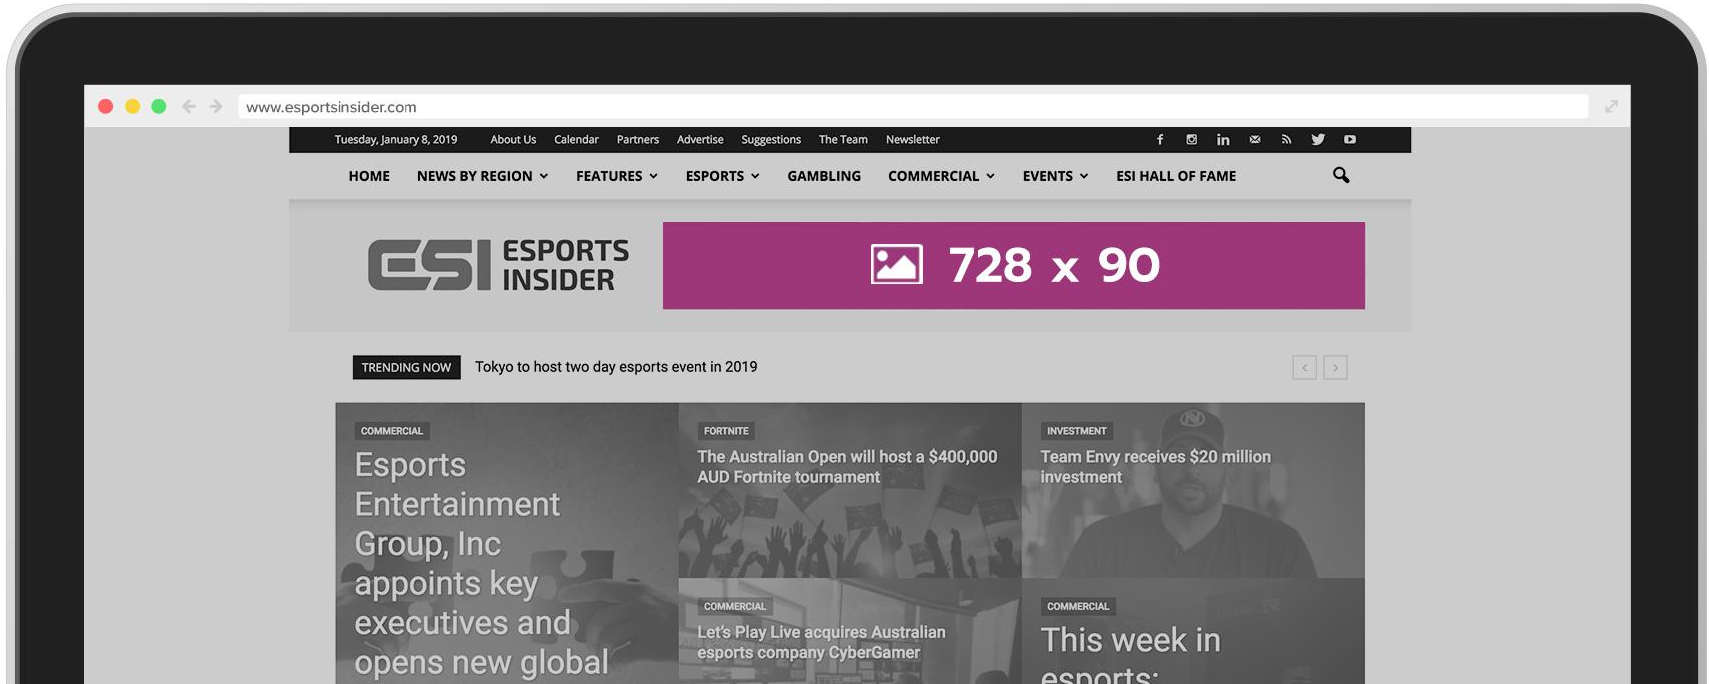 www.esportsinsider.com
Tuesday, January 8, 2019 About Us Calendar Partners Advertise Suggestions The Team Newsletter
HOME NEWS BY REGION FEATURES ESPORTS GAMBLING COMMERCIAL EVENTS ESI HALL OF FAME
ESI ESPORTS
INSIDER
728 x 90
TRENDING NOW Tokyo to host two day esports event in 2019
COMMERCIAL
Esports
Entertainment
Group, Inc
appoints key
executives and
opens new global
FORTNITE
The Australian Open will host a $400,000
AUD Fortnite tournament
INVESTMENT
Team Envy receives $20 million
investment
COMMERCIAL
Let's Play Live acquires Australian
esports company CyberGamer
COMMERCIAL
This week in
esports: